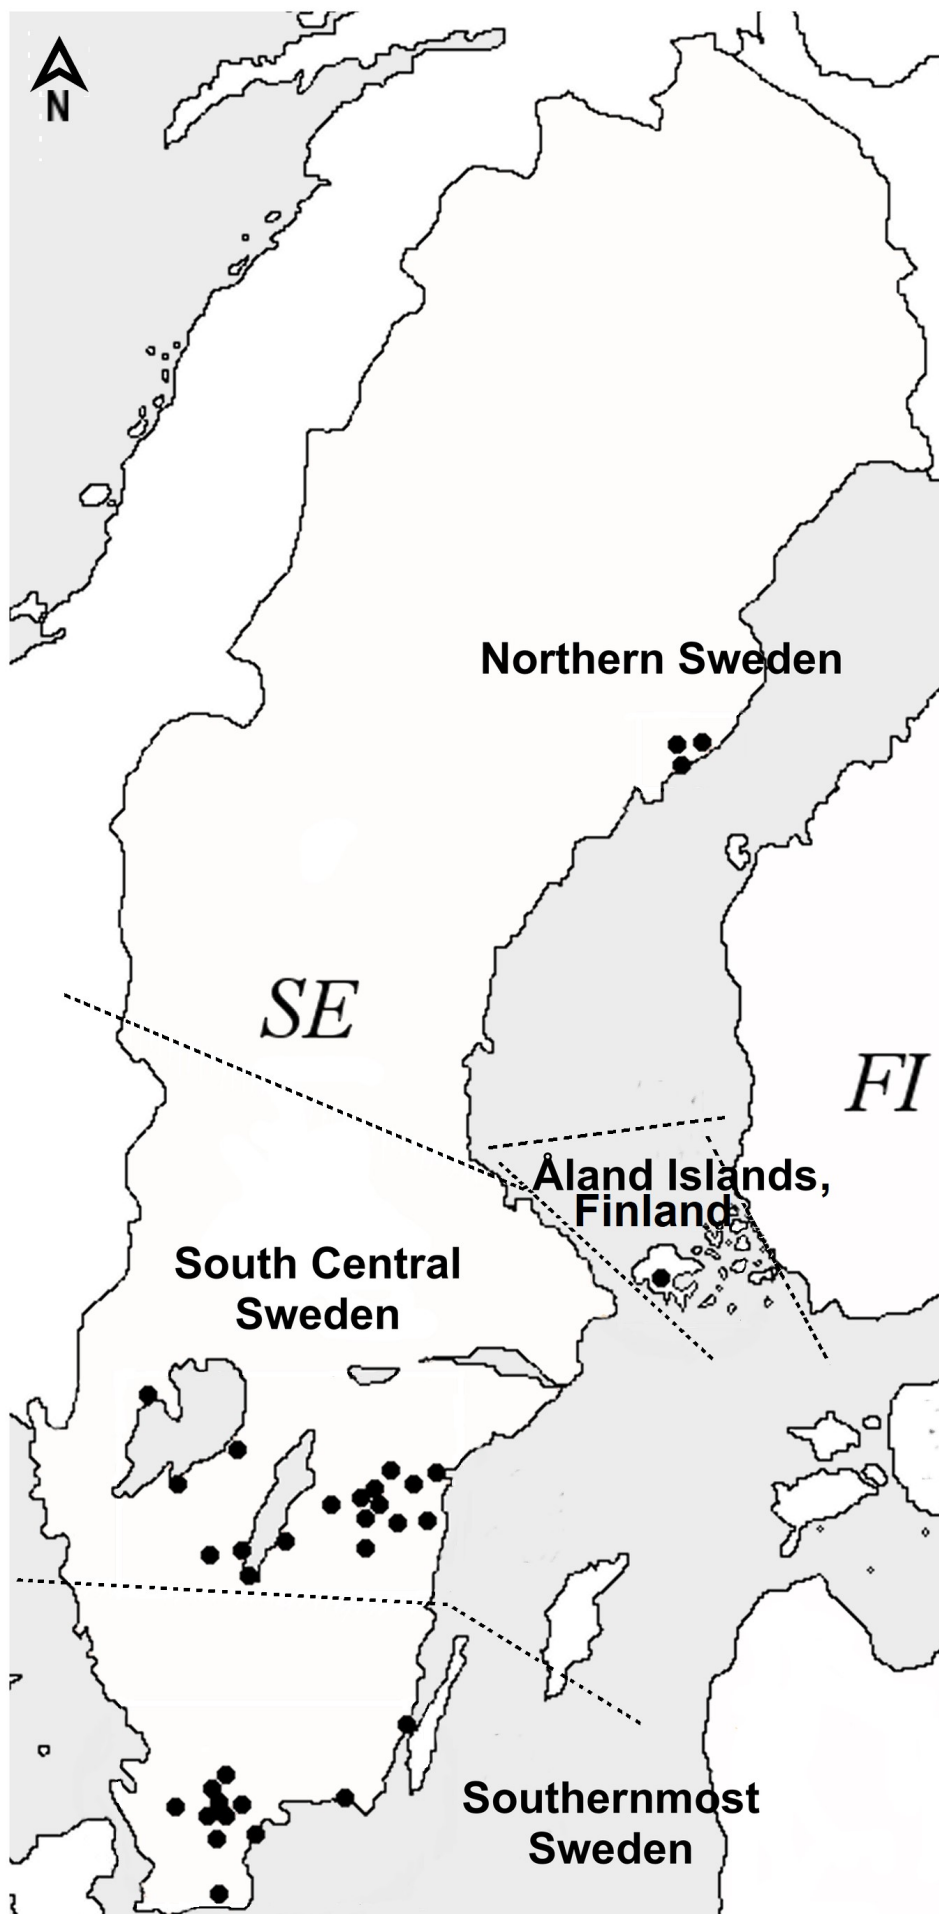 N
Northern Sweden
SE
FI
Åland Islands,
Finland
South Central
Sweden
Southernmost
Sweden